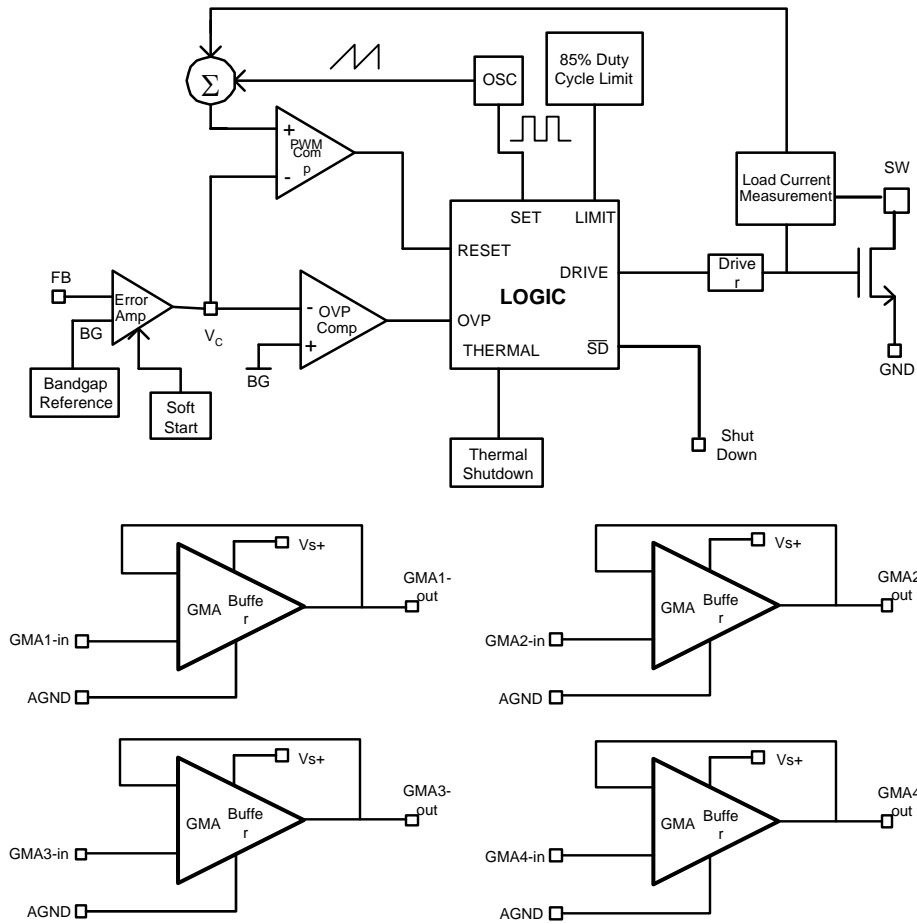 Σ
OSC
85% Duty
Cycle Limit
+
PWM
Com
p
-
SET
LIMIT
RESET
DRIVE
LOGIC
OVP
THERMAL
SD
Load Current
Measurement
SW
Drive
r
GND
FB
Error
Amp
BG
VC
-
OVP
Comp
+
BG
Bandgap
Reference
Soft
Start
Thermal
Shutdown
Shut
Down
Vs+
GMA1-
out
GMA
Buffe
r
GMA1-in
AGND
Vs+
GMA2
out
GMA
Buffe
r
GMA2-in
AGND
Vs+
GMA3-
out
GMA
Buffe
r
GMA3-in
AGND
Vs+
GMA4
out
GMA
Buffe
r
GMA4-in
AGND